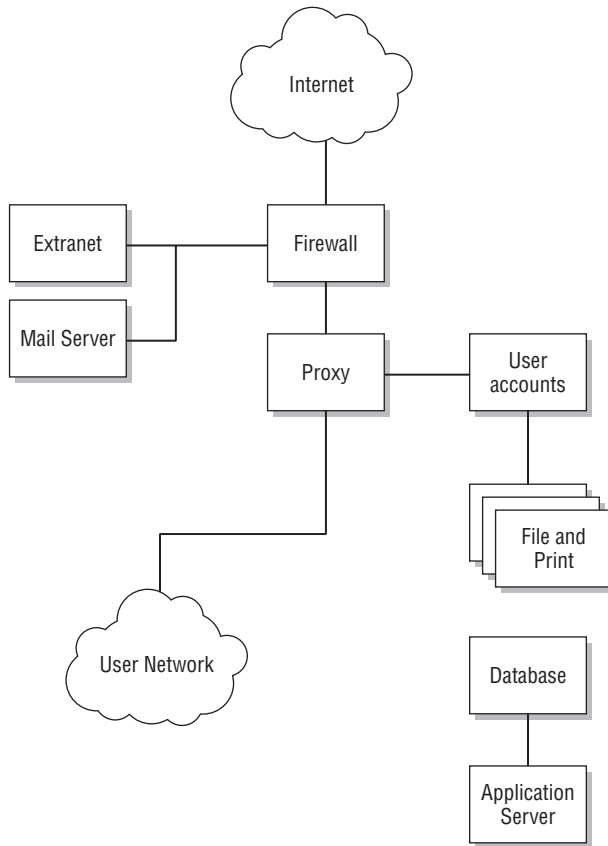 Internet
Extranet
Firewall
Mail Server
Proxy
User
accounts
File and
Print
User Network
Database
Application
Server